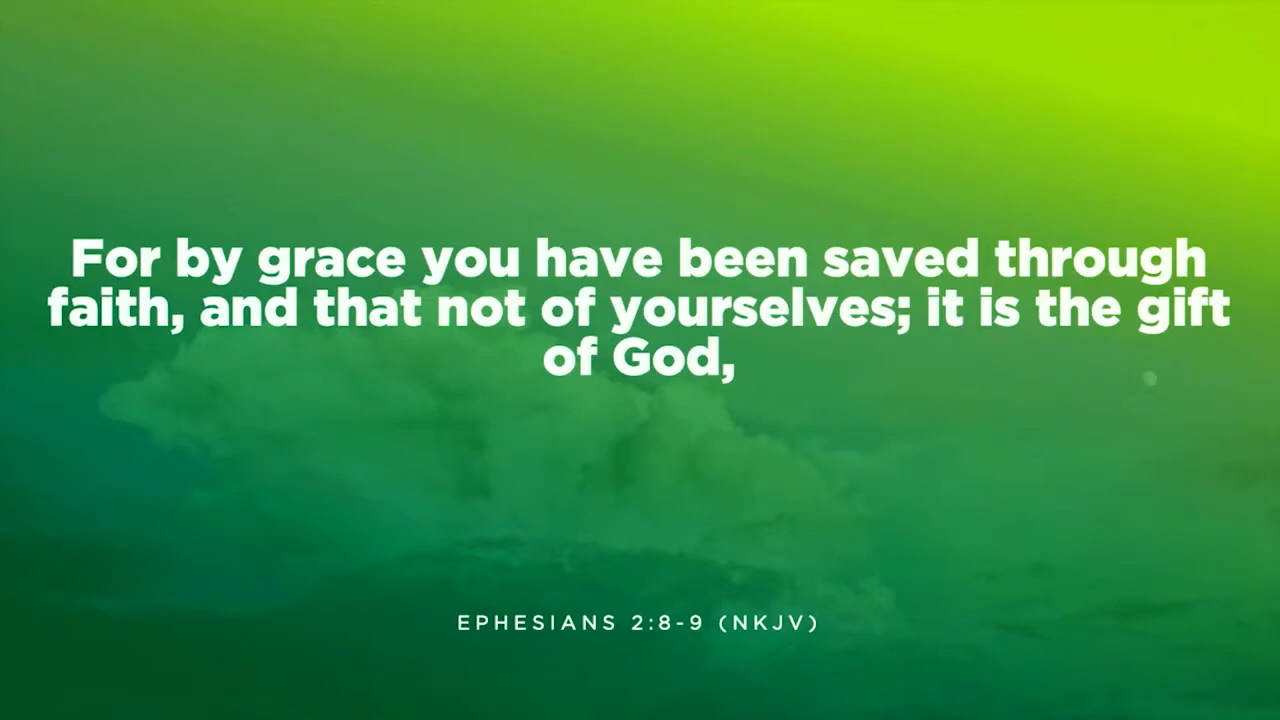 For by grace you have been saved through
faith, and that not of yourselves; it is the gift
of God,
EPHESIANS 2:8-9 (NKJV)